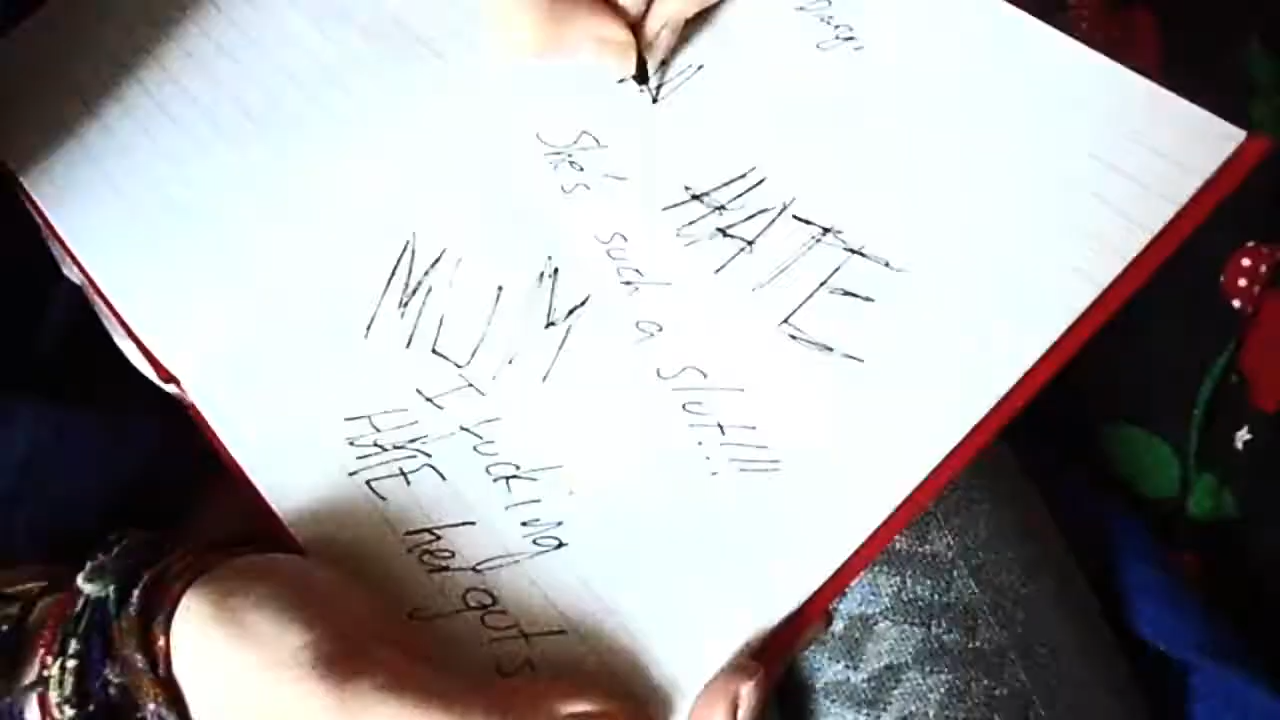 HATE
She's such a slut!!!
MUM
I fucking
HATE her guts